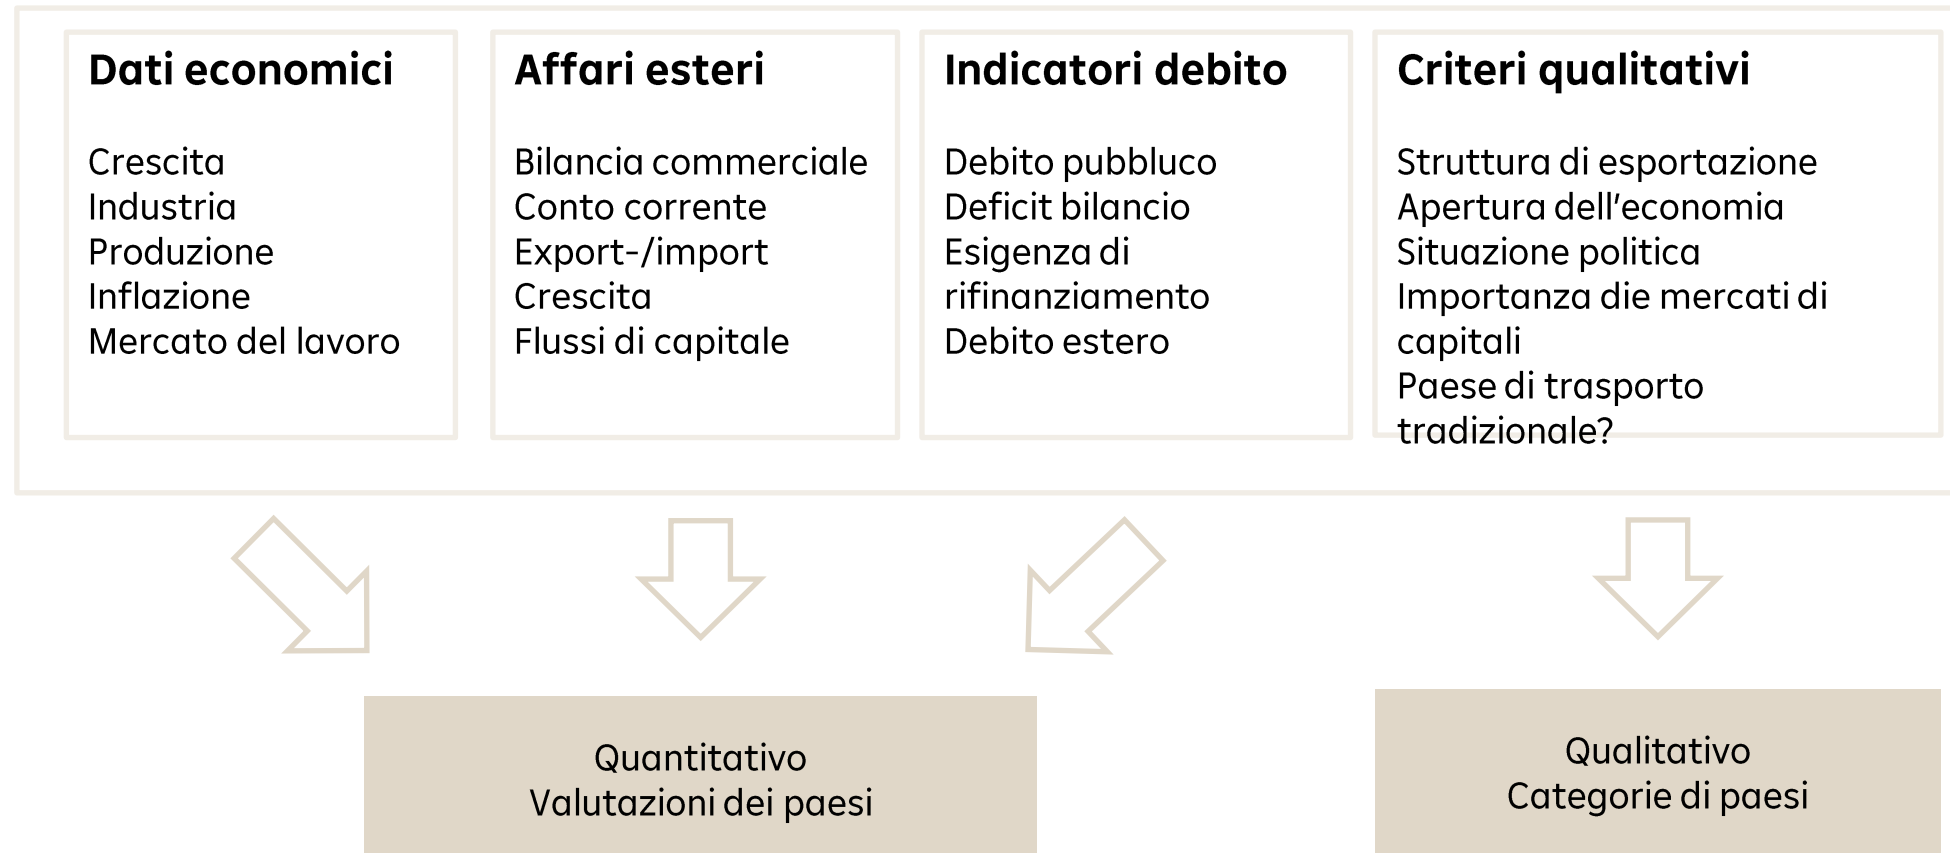 Dati economici
Crescita
Industria
Produzione
Inflazione
Mercato del lavoro
Affari esteri
Bilancia commerciale
Conto corrente
Export-/import
Crescita
Flussi di capitale
Indicatori debito
Debito pubbluco
Deficit bilancio
Esigenza di
rifinanziamento
Debito estero
Criteri qualitativi
Struttura di esportazione
Apertura dell'economia
Situazione politica
Importanza die mercati di
capitali
Paese di trasporto
tradizionale?
Quantitativo
Valutazioni dei paesi
Qualitativo
Categorie di paesi